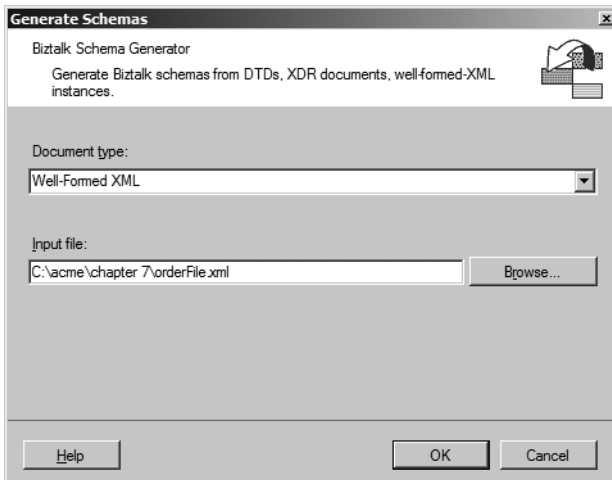 Generate Schemas
Biztalk Schema Generator
Generate Biztalk schemas from DTDs, XDR documents, well-formed-XML
instances.
Document type:
Well-Formed XML
Input file:
C:\acme\chapter 7\orderFile.xml
Browse...
Help
OK
Cancel